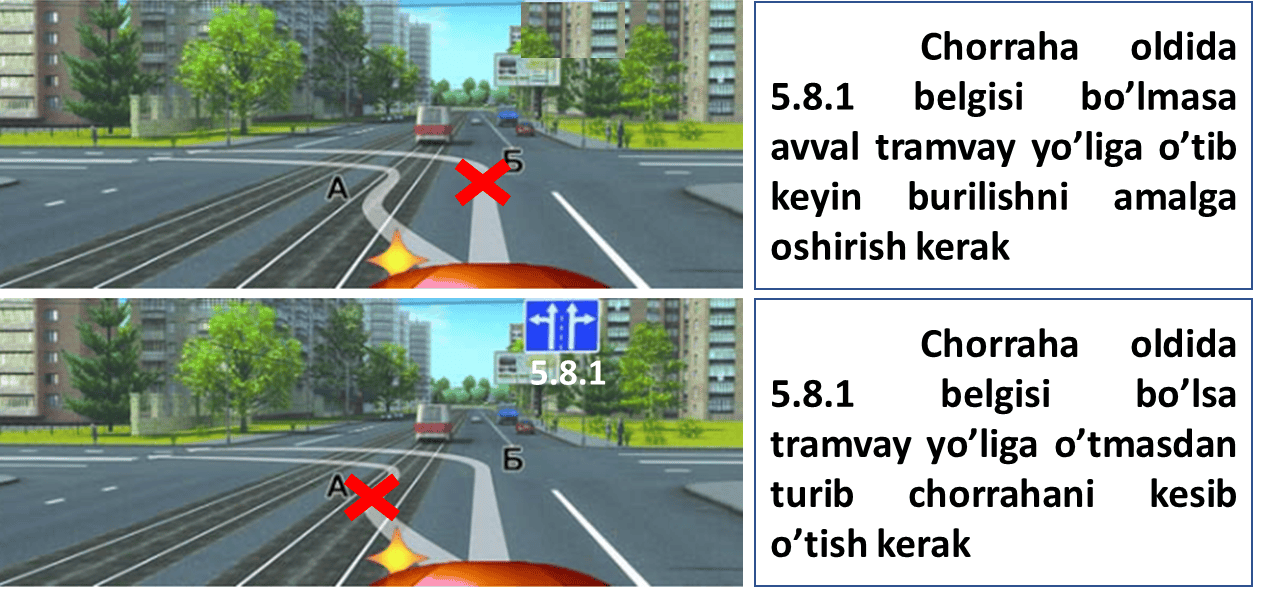 А
Б
Chorraha oldida
5.8.1 belgisi bo’lmasa
avval tramvay yo’liga o’tib
keyin burilishni amalga
oshirish kerak
5.8.1
А
Б
Chorraha oldida
5.8.1 belgisi bo’lsa
tramvay yo’liga o’tmasdan
turib chorrahani kesib
o’tish kerak